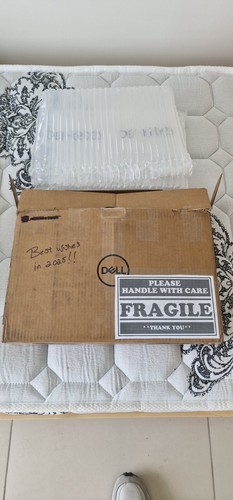 Best Wishes
in 2025!!
DELL
PLEASE
HANDLE WITH CARE
FRAGILE
**THANK YOU**